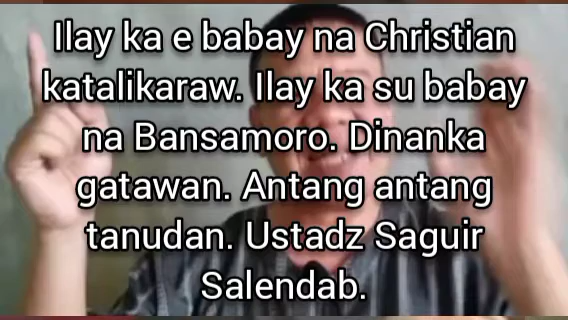 Ilay ka e babay na Christian
katalikaraw. Ilay ka su babay
na Bansamoro. Dinanka
gatawan. Antang antang
tanudan. Ustadz Saguir
Salendab.